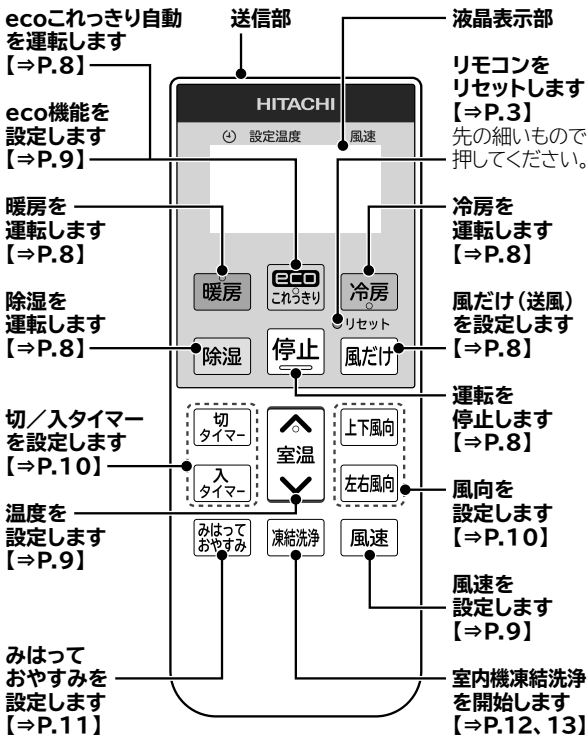 ecoこれっきり自動
を運転します
【⇒P.8】
eco機能を
設定します
【⇒P.9】
暖房を
運転します
【⇒P.8】
除湿を
運転します
【⇒P.8】
切／入タイマー
を設定します
【⇒P.10】
温度を
設定します
【⇒P.9】
みはって
おやすみを
設定します
【⇒P.11】
送信部
HITACHI
設定温度 風速
暖房
eco
これっきり
冷房
リセット
除湿
停止
風だけ
切
タイマー
室温
上下風向
入
タイマー
左右風向
みはって
おやすみ
凍結洗浄
風速
液晶表示部
リモコンを
リセットします
【⇒P.3】
先の細いもので
押してください。
冷房を
運転します
【⇒P.8】
風だけ（送風）
を設定します
【⇒P.8】
運転を
停止します
【⇒P.8】
風向を
設定します
【⇒P.10】
風速を
設定します
【⇒P.9】
室内機凍結洗浄
を開始します
【⇒P.12、13】